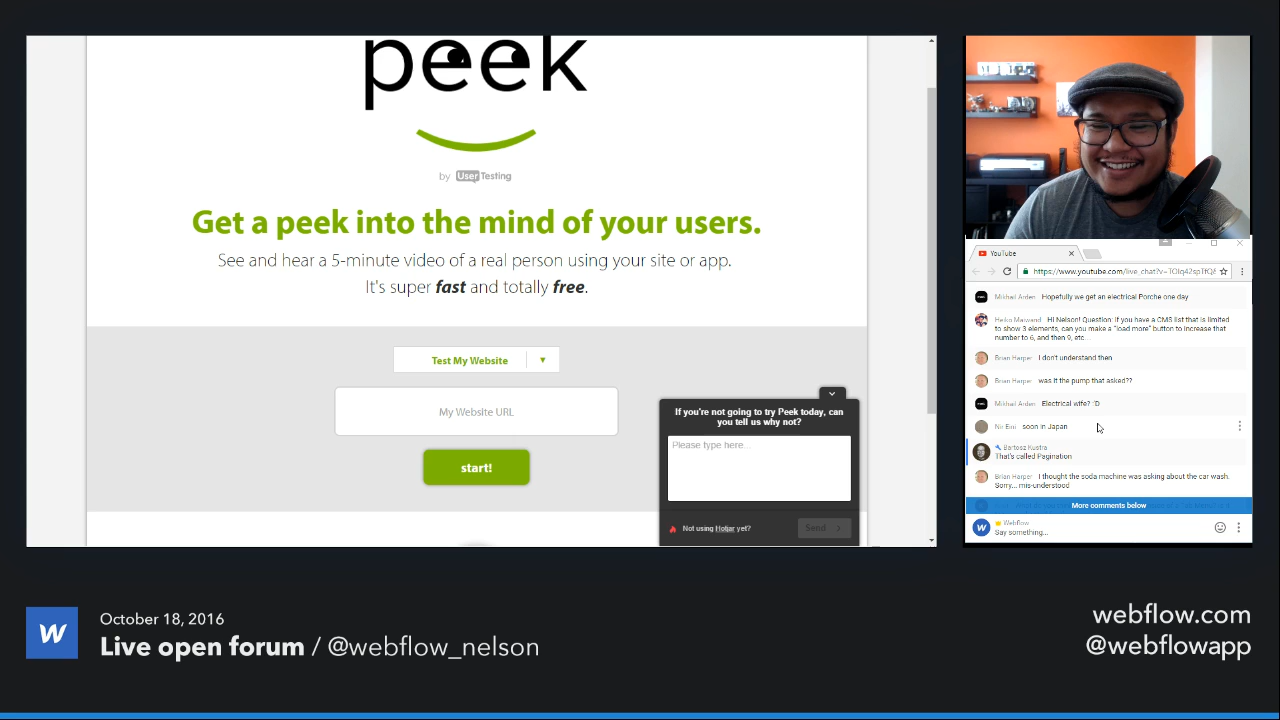 peek
by UserTesting
Get a peek into the mind of your users.
See and hear a 5-minute video of a real person using your site or app.
It's super fast and totally free.
Test My Website
My Website URL
start!
If you're not going to try Peek today, can
you tell us why not?
Please type here...
Not using Hotjar yet?
Send
YouTube
Mikhail Arden Hopefully we get an electrical Porche one day
Heiko Maiwand Hi Nelson! Question: if you have a CMS list that is limited
to show 3 elements, can you make a "load more" button to increase that
number to 6, and then 9, etc...
Brian Harper I don't understand then
Brian Harper was it the pump that asked??
Mikhail Arden Electrical wife? :'D
Nir Eini soon in Japan
Bartosz Kustra
That's called Pagination
Brian Harper I thought the soda machine was asking about the car wash.
Sorry... mis-understood
More comments below
Webflow
Say something...
October 18, 2016
Live open forum / @webflow_nelson
webflow.com
@webflowapp